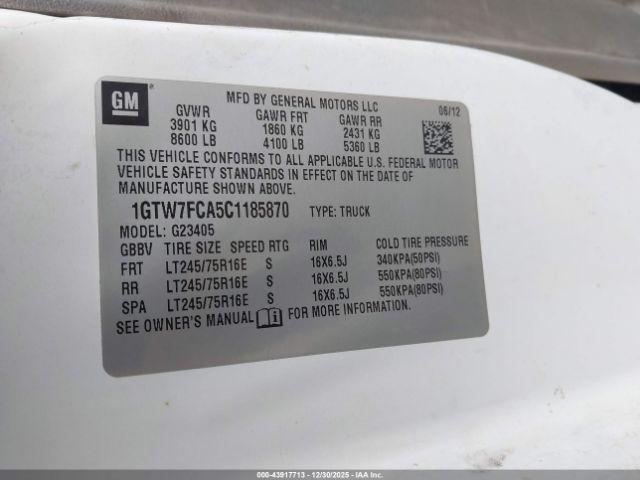 GM
MFD BY GENERAL MOTORS LLC 06/12
GVWR GAWR FRT GAWR RR
3901 KG 1860 KG 2431 KG
8600 LB 4100 LB 5360 LB
THIS VEHICLE CONFORMS TO ALL APPLICABLE U.S. FEDERAL MOTOR
VEHICLE SAFETY STANDARDS IN EFFECT ON THE DATE OF
MANUFACTURE SHOWN ABOVE.
1GTW7FCA5C1185870 TYPE: TRUCK
MODEL: G23405
GBBV TIRE SIZE SPEED RTG RIM COLD TIRE PRESSURE
FRT LT245/75R16E S 16X6.5J 340KPA(50PSI)
RR LT245/75R16E S 16X6.5J 550KPA(80PSI)
SPA LT245/75R16E S 16X6.5J 550KPA(80PSI)
SEE OWNER'S MANUAL FOR MORE INFORMATION.
000-43917713 - 12/30/2025 - IAAI.CA